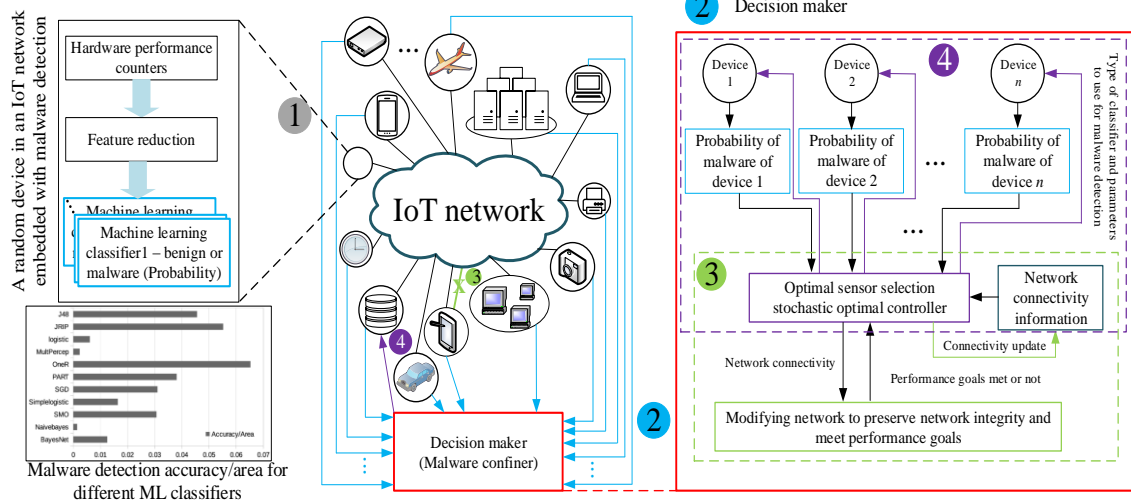 A random device in an IoT network
embedded with malware detection
Hardware performance
counters
Feature reduction
Machine learning
Machine learning
classifier1 – benign or
malware (Probability)
1
J48
JRIP
logistic
MultPercep
OneR
PART
SGD
Simplelogistic
SMO
Naivebayes
BayesNet
Accuracy/Area
0 0.01 0.02 0.03 0.04 0.05 0.06 0.07
Malware detection accuracy/area for
different ML classifiers
...
IoT network
3
4
2
Decision maker
(Malware confiner)
2 Decision maker
Device
1
Device
2
Device
n
4
Probability of
malware of
device 1
Probability of
malware of
device 2
...
Probability of
malware of
device n
...
Type of classifier and parameters
to use for malware detection
3
Optimal sensor selection
stochastic optimal controller
Network
connectivity
information
Network connectivity
Connectivity update
Performance goals met or not
Modifying network to preserve network integrity and
meet performance goals